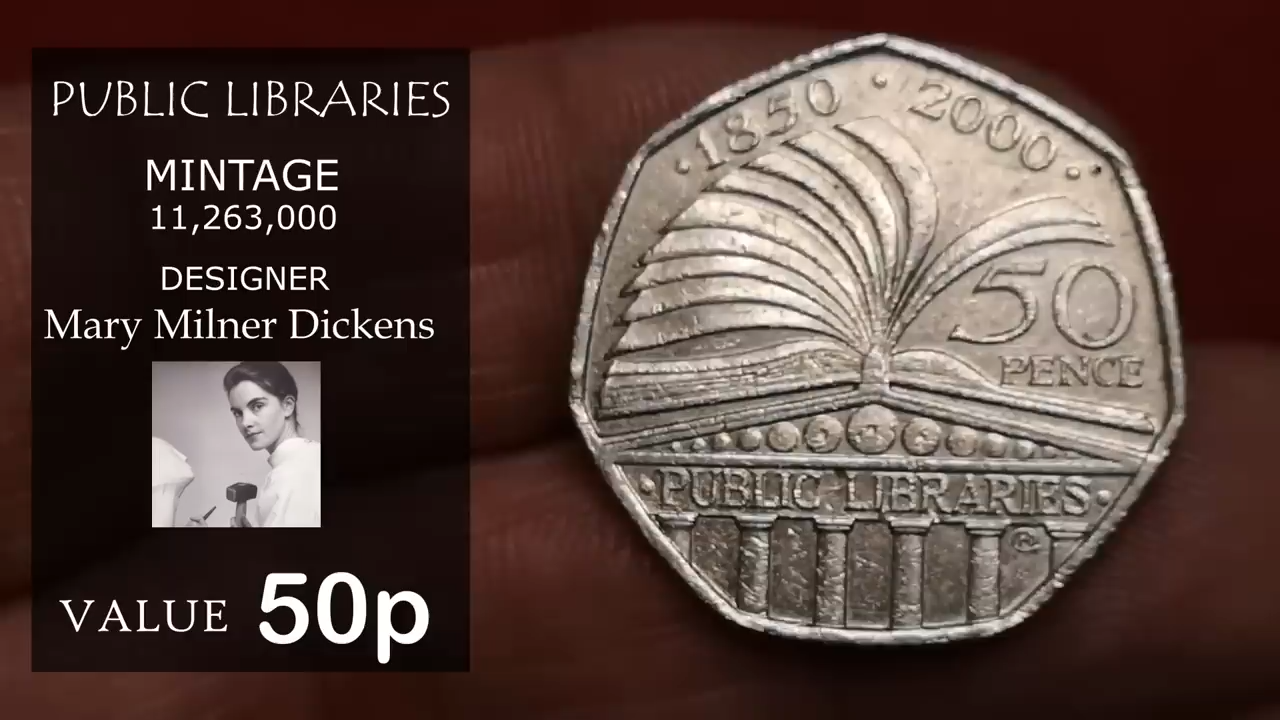 PUBLIC LIBRARIES
MINTAGE
11,263,000
DESIGNER
Mary Milner Dickens
VALUE 50p
·1850 · 2000·
50
PENCE
·PUBLIC LIBRARIES·